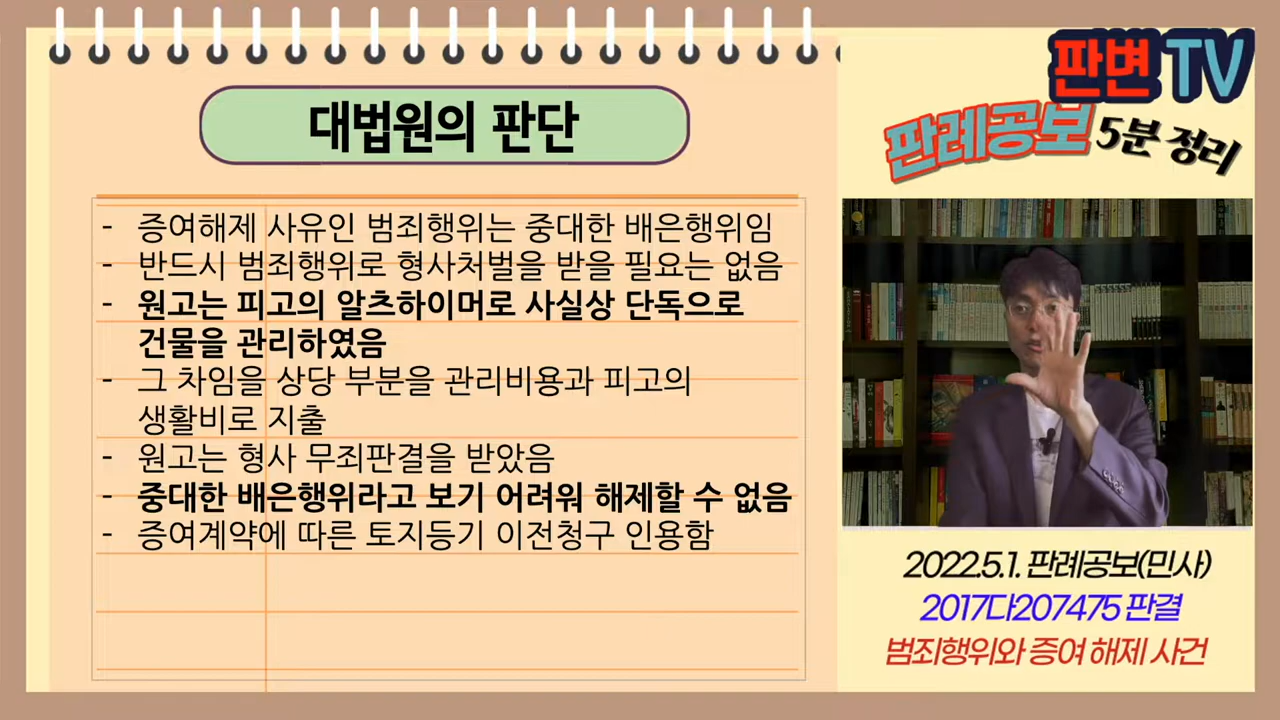 대법원의 판단
- 증여해제 사유인 범죄행위는 중대한 배은행위임
- 반드시 범죄행위로 형사처벌을 받을 필요는 없음
- 원고는 피고의 알츠하이머로 사실상 단독으로
건물을 관리하였음
- 그 차임을 상당 부분을 관리비용과 피고의
생활비로 지출
- 원고는 형사 무죄판결을 받았음
- 중대한 배은행위라고 보기 어려워 해제할 수 없음
- 증여계약에 따른 토지등기 이전청구 인용함
판변 TV
판례공보 5분 정리
2022.5.1. 판례공보(민사)
2017다207475 판결
범죄행위와 증여 해제 사건